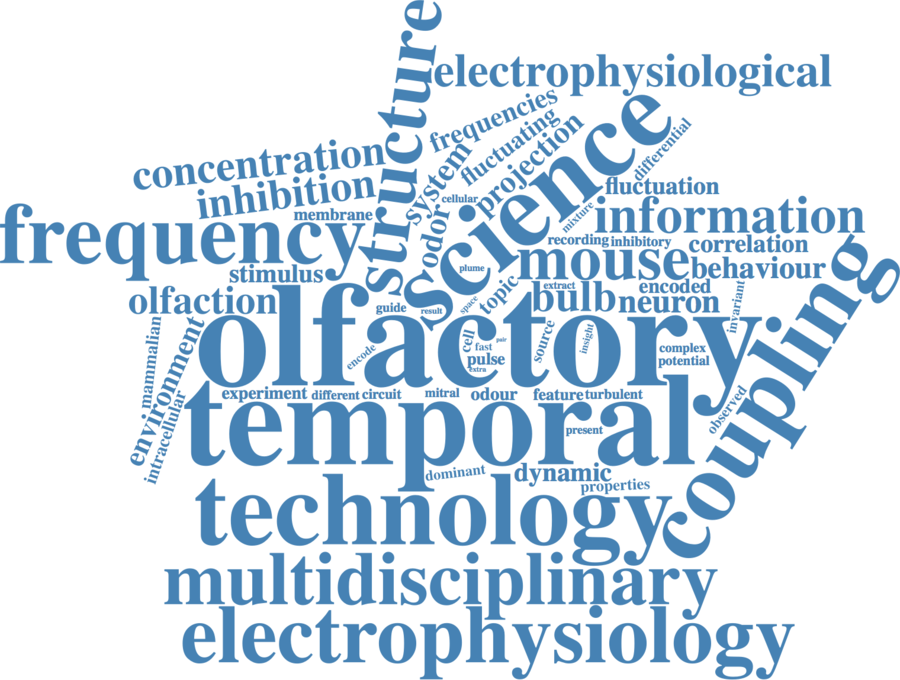 structure
electrophysiological
frequencies
fluctuating
science
projection
system
differential
concentration
inhibition
cellular
fluctuation
membrane
odor
mixture
information
frequency
recording
inhibitory
correlation
plume
mouse
behaviour
stimulus
topic
extract
encoded
olfaction
guide
result
space
bulb
neuron
invariant
coupling
mammalian
environment
olfactory
encode
cell
fast
pair
pulse
extra
source
insight
complex
potential
intracellular
experiment
different
circuit
mitral
odour
feature
turbulent
observed
temporal
present
dominant
dynamic
properties
technology
multidisciplinary
electrophysiology